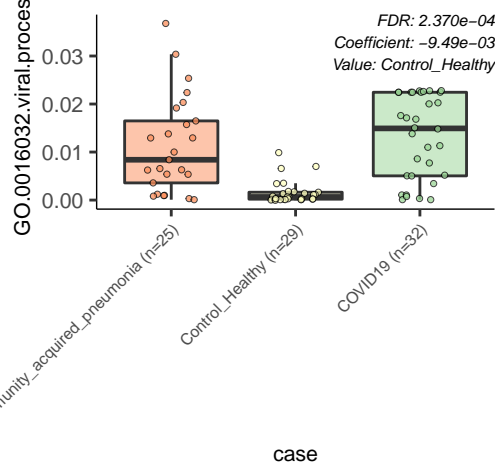 FDR: 2.370e−04
Coefficient: −9.49e−03
Value: Control_Healthy
GO.0016032.viral.proces
0.03
0.02
0.01
0.00
unity_acquired_pneumonia (n=25)
Control_Healthy (n=29)
COVID19 (n=32)
case